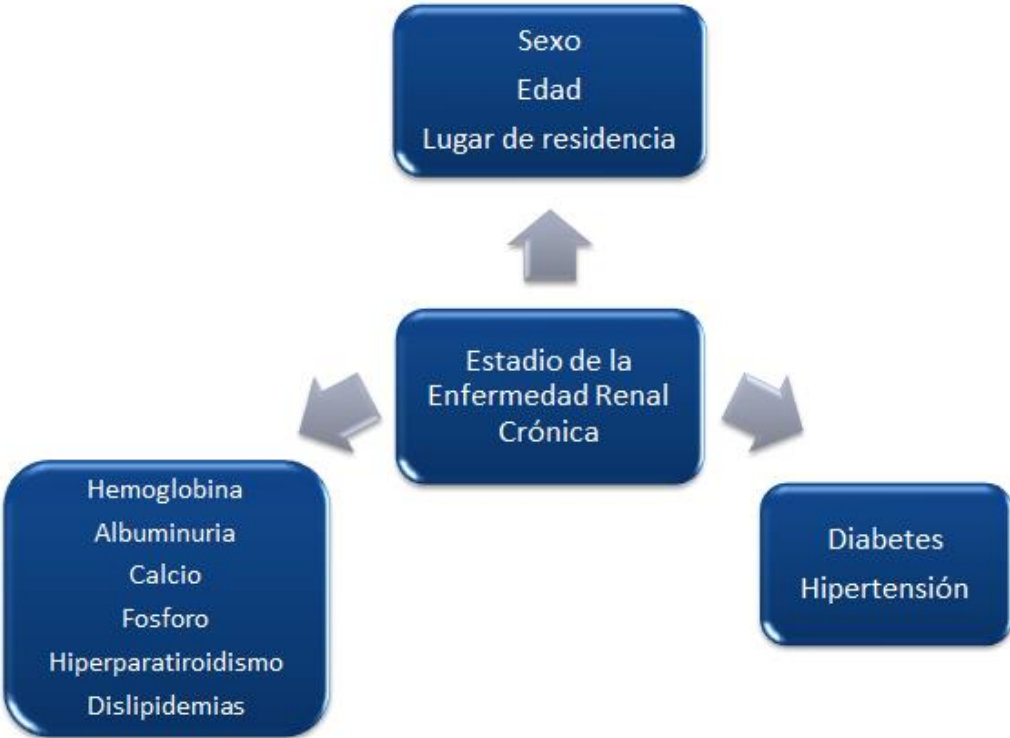 Sexo
Edad
Lugar de residencia
Estadio de la
Enfermedad Renal
Crónica
Hemoglobina
Albuminuria
Calcio
Fosforo
Hiperparatiroidismo
Dislipidemias
Diabetes
Hipertensión